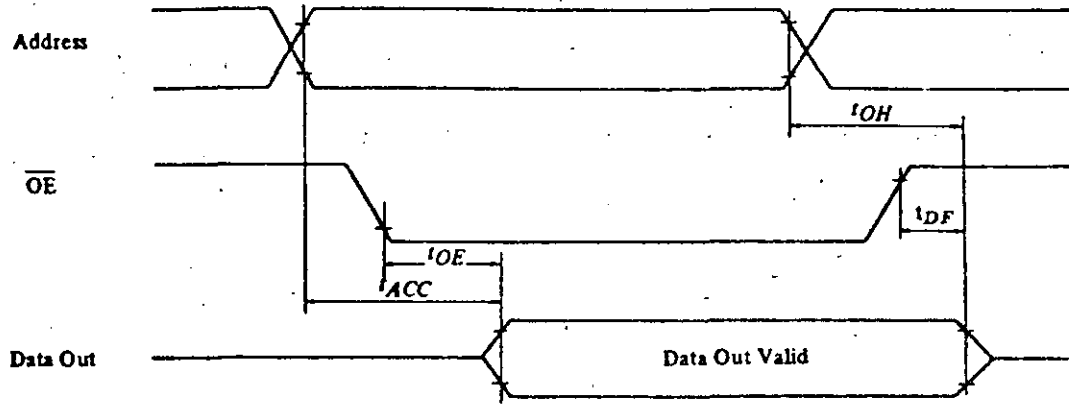 Address
tOH
OE
tDF
tOE
tACC
Data Out
Data Out Valid